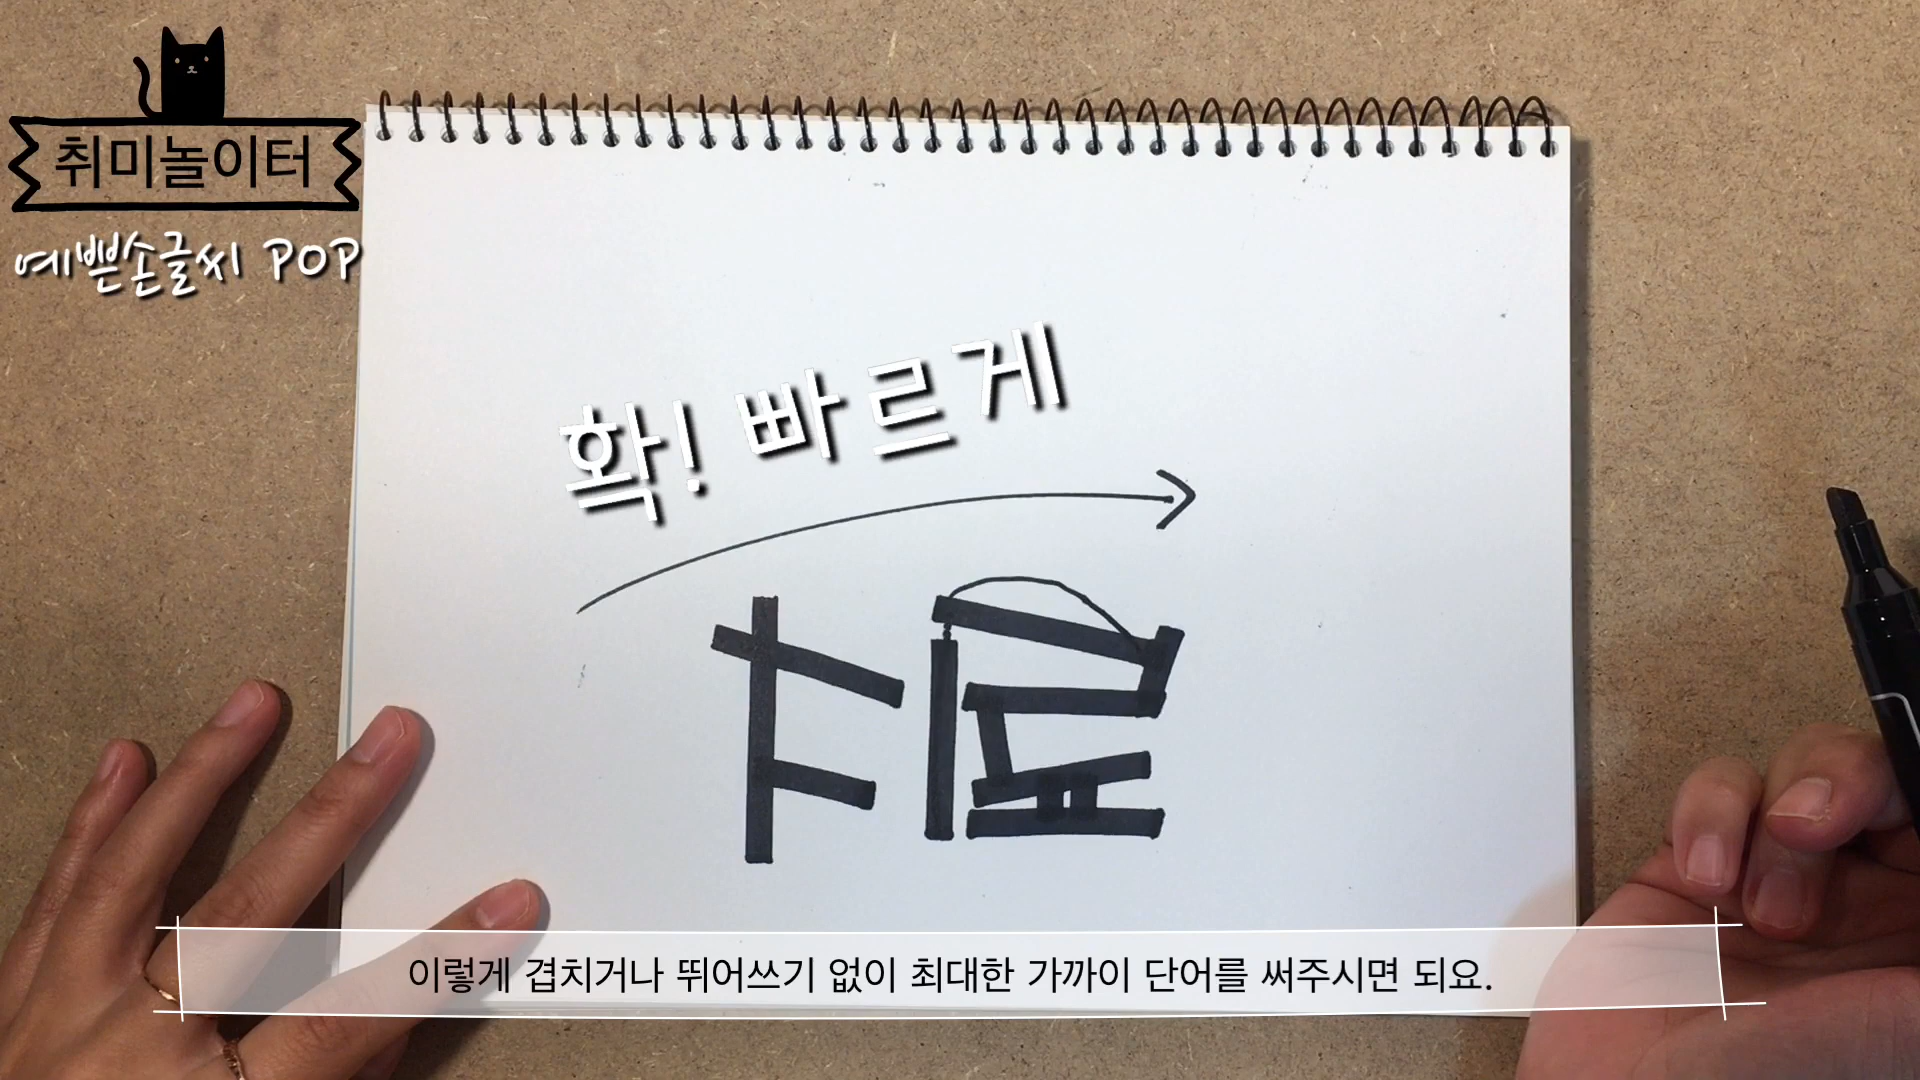 취미놀이터
예쁜손글씨 POP
확! 빠르게
이렇게 겹치거나 뛰어쓰기 없이 최대한 가까이 단어를 써주시면 되요.